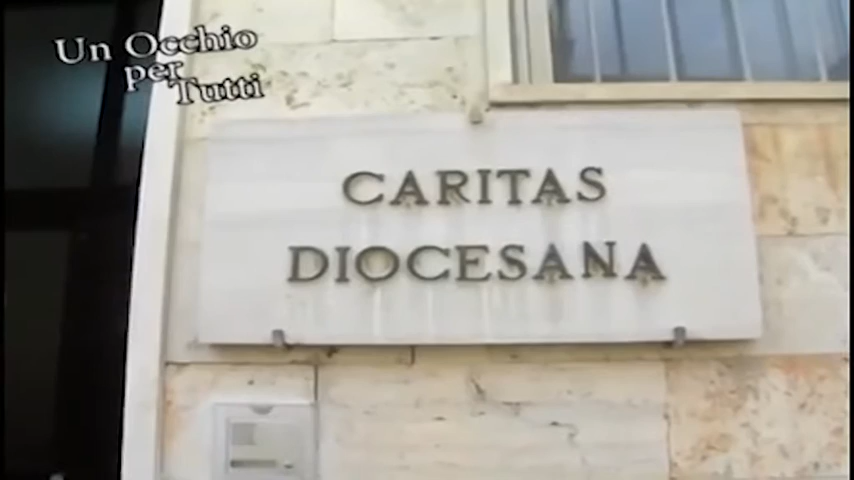 Un Occhio
per
Tutti
CARITAS
DIOCESANA